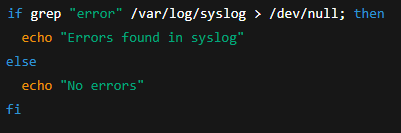 if grep "error" /var/log/syslog > /dev/null; then
  echo "Errors found in syslog"
else
  echo "No errors"
fi